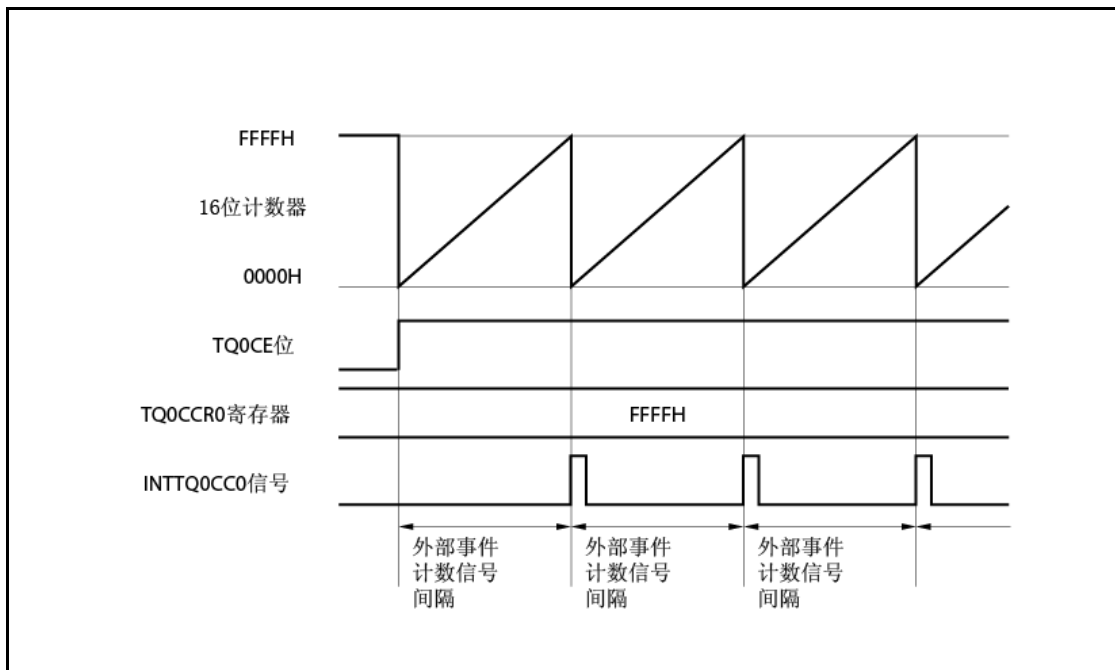 FFFFH
16位计数器
0000H
TQ0CE位
TQ0CCR0寄存器
FFFFH
INTTQ0CC0信号
外部事件
计数信号
间隔
外部事件
计数信号
间隔
外部事件
计数信号
间隔